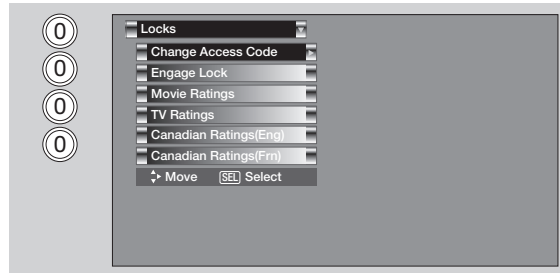 0
0
0
0
Locks
Change Access Code
Engage Lock
Movie Ratings
TV Ratings
Canadian Ratings(Eng)
Canadian Ratings(Frn)
Move SEL Select